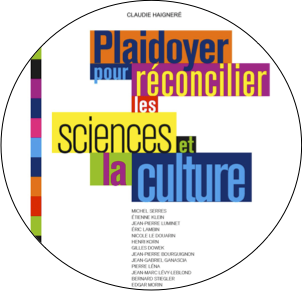 CLAUDIE HAIGNERÉ
Plaidoyer
pour réconcilier
les
sciences et
la culture
MICHEL SERRES
ÉTIENNE KLEIN
JEAN-PIERRE LUMINET
ÉRIC LAMBIN
NICOLE LE DOUARIN
HENRI KORN
GILLES DOWEK
JEAN-PIERRE BOURGUIGNON
JEAN-GABRIEL GANASCIA
PIERRE LÉNA
JEAN-MARC LÉVY-LEBLOND
BERNARD STIEGLER
EDGAR MORIN